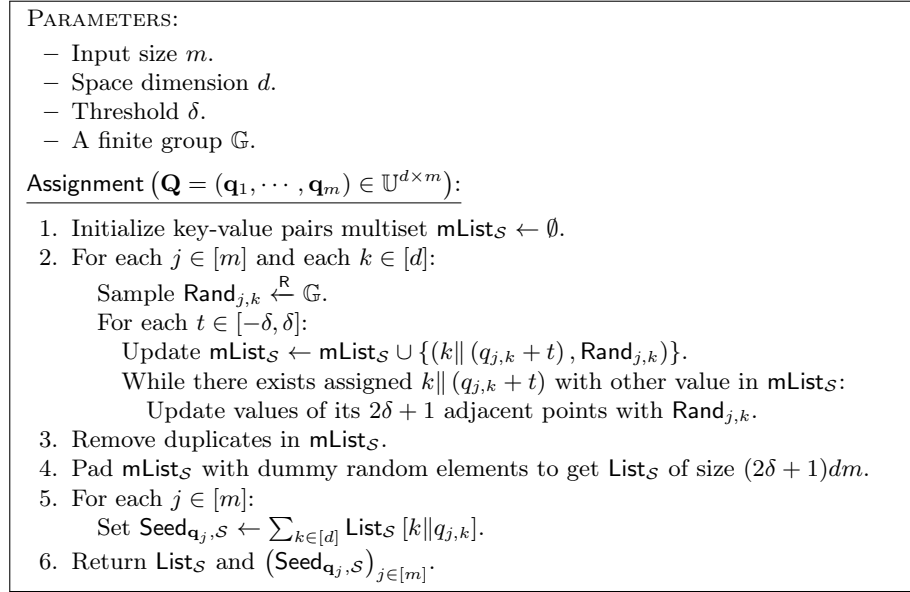 PARAMETERS:
– Input size m.
– Space dimension d.
– Threshold δ.
– A finite group 𝔾.
Assignment (Q = (q₁, ⋯ , qₘ) ∈ 𝕌^{d×m}):
1. Initialize key-value pairs multiset mList_𝒮 ← ∅.
2. For each j ∈ [m] and each k ∈ [d]:
Sample Rand_{j,k} ←^R 𝔾.
For each t ∈ [−δ, δ]:
Update mList_𝒮 ← mList_𝒮 ∪ {(k∥ (q_{j,k} + t) , Rand_{j,k})}.
While there exists assigned k∥ (q_{j,k} + t) with other value in mList_𝒮:
Update values of its 2δ + 1 adjacent points with Rand_{j,k}.
3. Remove duplicates in mList_𝒮.
4. Pad mList_𝒮 with dummy random elements to get List_𝒮 of size (2δ + 1)dm.
5. For each j ∈ [m]:
Set Seed_{q_j,𝒮} ← ∑_{k∈[d]} List_𝒮 [k∥q_{j,k}].
6. Return List_𝒮 and (Seed_{q_j,𝒮})_{j∈[m]}.